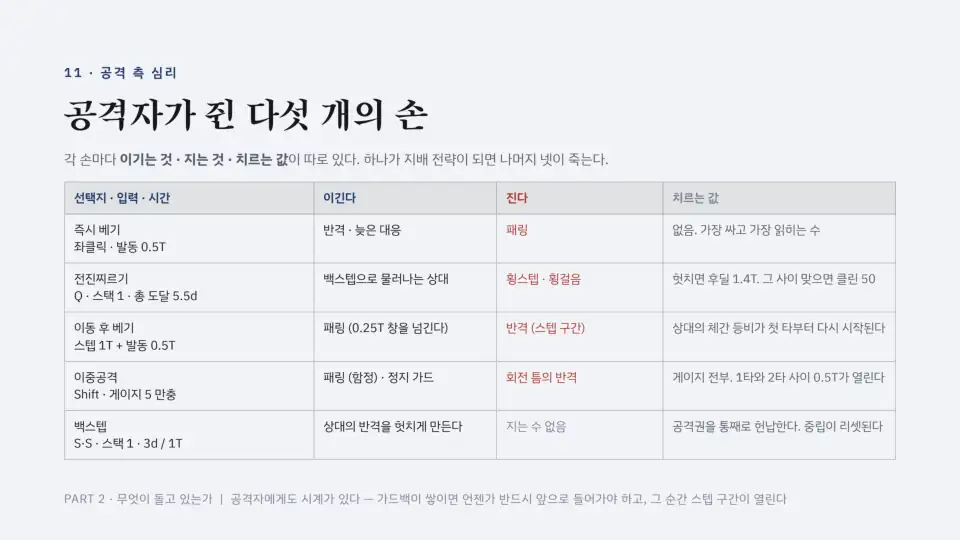 11 · 공격 측 심리
공격자가 쥔 다섯 개의 손
각 손마다 이기는 것 · 지는 것 · 치르는 값이 따로 있다. 하나가 지배 전략이 되면 나머지 넷이 죽는다.
선택지 · 입력 · 시간
이긴다
진다
치르는 값
즉시 베기
좌클릭 · 발동 0.5T
반격 · 늦은 대응
패링
없음. 가장 싸고 가장 읽히는 수
전진찌르기
Q · 스택 1 · 총 도달 5.5d
백스텝으로 물러나는 상대
횡스텝 · 횡걸음
헛치면 후딜 1.4T. 그 사이 맞으면 클린 50
이동 후 베기
스텝 1T + 발동 0.5T
패링 (0.25T 창을 넘긴다)
반격 (스텝 구간)
상대의 체간 등비가 첫 타부터 다시 시작된다
이중공격
Shift · 게이지 5 만충
패링 (함정) · 정지 가드
회전 틈의 반격
게이지 전부. 1타와 2타 사이 0.5T가 열린다
백스텝
S·S · 스택 1 · 3d / 1T
상대의 반격을 헛치게 만든다
지는 수 없음
공격권을 통째로 헌납한다. 중립이 리셋된다
PART 2 · 무엇이 돌고 있는가 | 공격자에게도 시계가 있다 — 가드백이 쌓이면 언젠가 반드시 앞으로 들어가야 하고, 그 순간 스텝 구간이 열린다